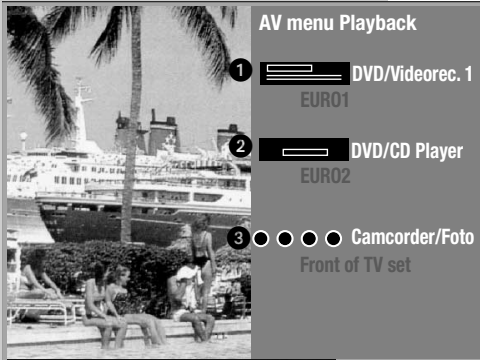 AV menu Playback
1 DVD/Videorec. 1
EURO1
2 DVD/CD Player
EURO2
3 Camcorder/Foto
Front of TV set